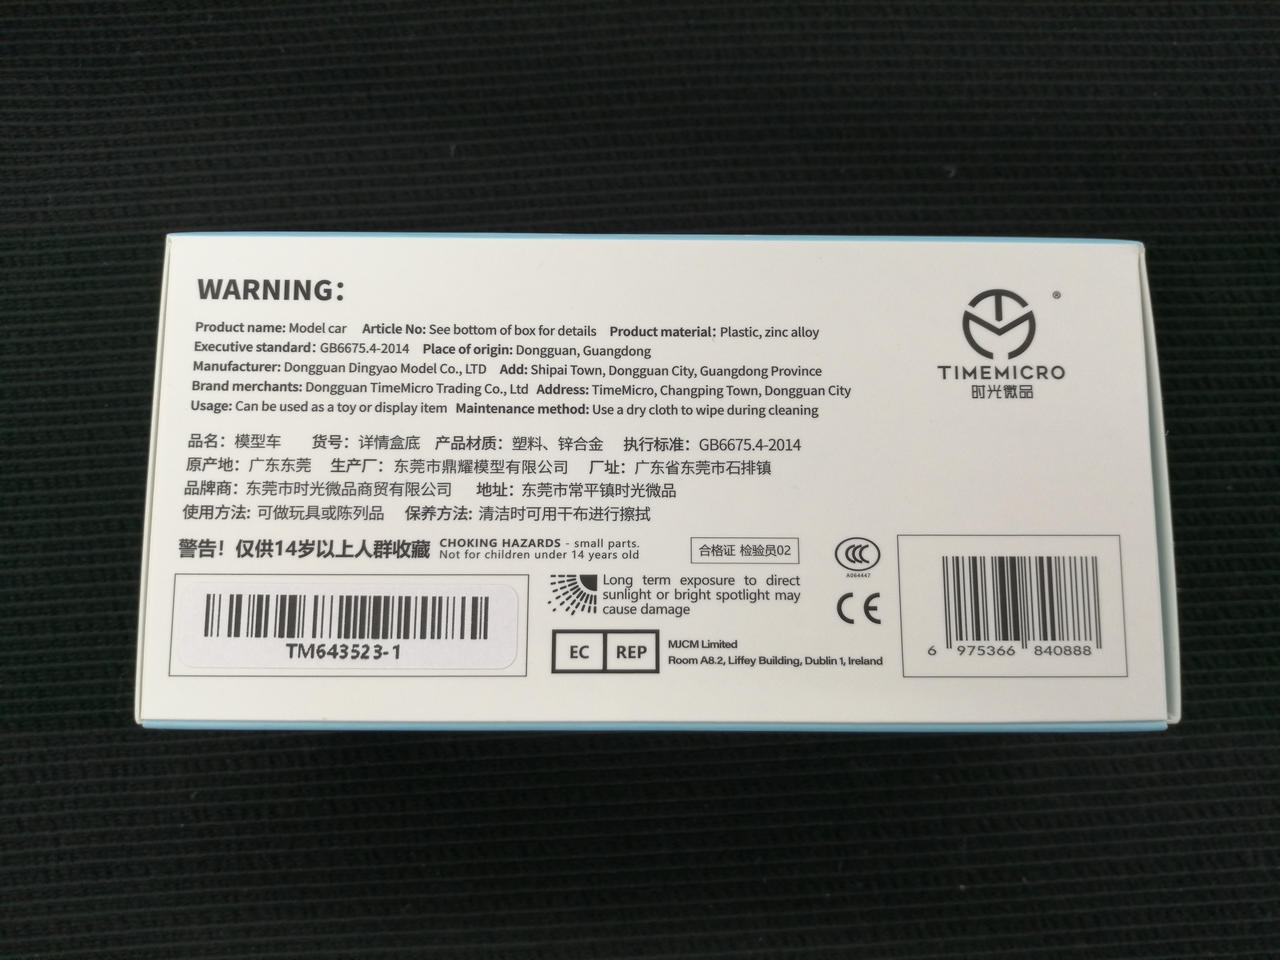 WARNING：
Product name: Model car Article No: See bottom of box for details Product material: Plastic, zinc alloy
Executive standard: GB6675.4-2014 Place of origin: Dongguan, Guangdong
Manufacturer: Dongguan Dingyao Model Co., LTD Add: Shipai Town, Dongguan City, Guangdong Province
Brand merchants: Dongguan TimeMicro Trading Co., Ltd Address: TimeMicro, Changping Town, Dongguan City
Usage: Can be used as a toy or display item Maintenance method: Use a dry cloth to wipe during cleaning
®
TIMEMICRO
时光微品
品名：模型车 货号：详情盒底 产品材质：塑料、锌合金 执行标准：GB6675.4-2014
原产地：广东东莞 生产厂：东莞市鼎耀模型有限公司 厂址：广东省东莞市石排镇
品牌商：东莞市时光微品商贸有限公司 地址：东莞市常平镇时光微品
使用方法: 可做玩具或陈列品 保养方法: 清洁时可用干布进行擦拭
警告！仅供14岁以上人群收藏
CHOKING HAZARDS - small parts.
Not for children under 14 years old
合格证 检验员02
CCC
A064447
TM643523-1
Long term exposure to direct
sunlight or bright spotlight may
cause damage
CE
EC REP
MJCM Limited
Room A8.2, Liffey Building, Dublin 1, Ireland
6 975366 840888